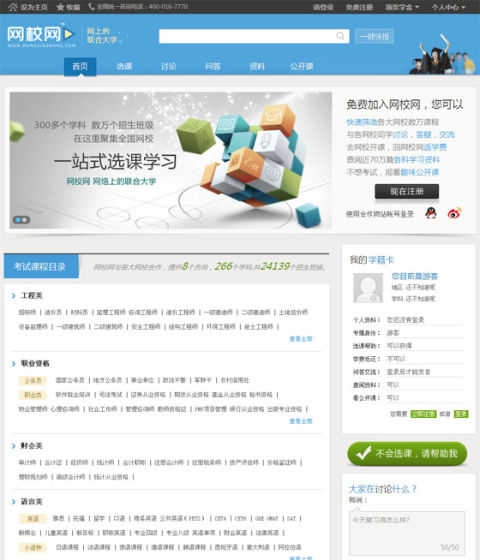 设为主页 收藏 全国统一咨询电话：400-016-7770 请登录 免费注册 领奖学金 个人中心
网校网
WWW.WANGXIAOWANG.COM
网上的
联合大学。
一键快报
首页 选课 讨论 问答 资料 公开课
300多个学科 数万个招生班级
在这里聚集全国网校
一站式选课学习
网校网 网络上的联合大学
免费加入网校网，您可以
快速筛选各大网校数万课程
与各网校同学讨论，答疑，交流
去网校开课，回网校网返学费
查阅近70万篇各科学习资料
不想考试，观看趣味公开课
现在注册
使用合作网站帐号登录
考试课程目录
网校网与各大网校合作，提供8个方向，266个学科,共24139个招生班级。
工程类
招标师 | 造价员 | 材料员 | 监理工程师 咨询工程师 | 造价工程师 | 一级建造师 | 二级建造师 | 土地估价师
设备监理师 | 一级建筑师 | 二级建筑师 | 安全工程师 | 结构工程师 | 环保工程师 | 岩土工程师 |
查看全部
职业资格
公务员 国家公务员 | 地方公务员 | 事业单位 | 政法干警 | 军转干 | 农村信用社
职业类 软件就业培训 | 司法考试 | 证券从业资格 | 期货从业资格 基金从业资格 秘书资格 |
物业管理师 心理咨询师 | 社会工作师 | 管理咨询师 教师资格证 | PMP项目管理 银行从业资格 出版专业资格 |
查看全部
财会类
审计师 | 会计证 | 经济师 | 统计师 | 会计职称 | 注册会计师 | 注册税务师 | 资产评估师 | 价格鉴证师 |
理财规划师 | 高级会计师 | 统计从业资格 |
语言类
英语 雅思 | 托福 | 留学 | 口语 | 商务英语 公共英语(PETS) | CET4 | CET6 | GRE GMAT | SAT |
新概念 | 儿童英语 | 新目标 | 职称英语 | 专业四级 | 专业八级 英语单项 | 财会英语 | 法律英语 |
小语种 日语课程 | 法语课程 | 俄语课程 | 德语课程 | 韩语课程 | 西班牙语 | 意大利语 | 阿拉伯语
我的 学籍卡
您目前是游客
地区 还不知道呢
学科 还不知道呢
个人资料： 您还没有登录
专属身份： 游客
选课帮助： 可以获得
学费返还： 不可以
问答交流： 登录后才能发言
查阅资料： 可以
看公开课： 可以
您需要 立即注册 或者 登录
不会选课，请帮助我
大家在讨论什么？
我说：
今天复习得怎么样?
50/50